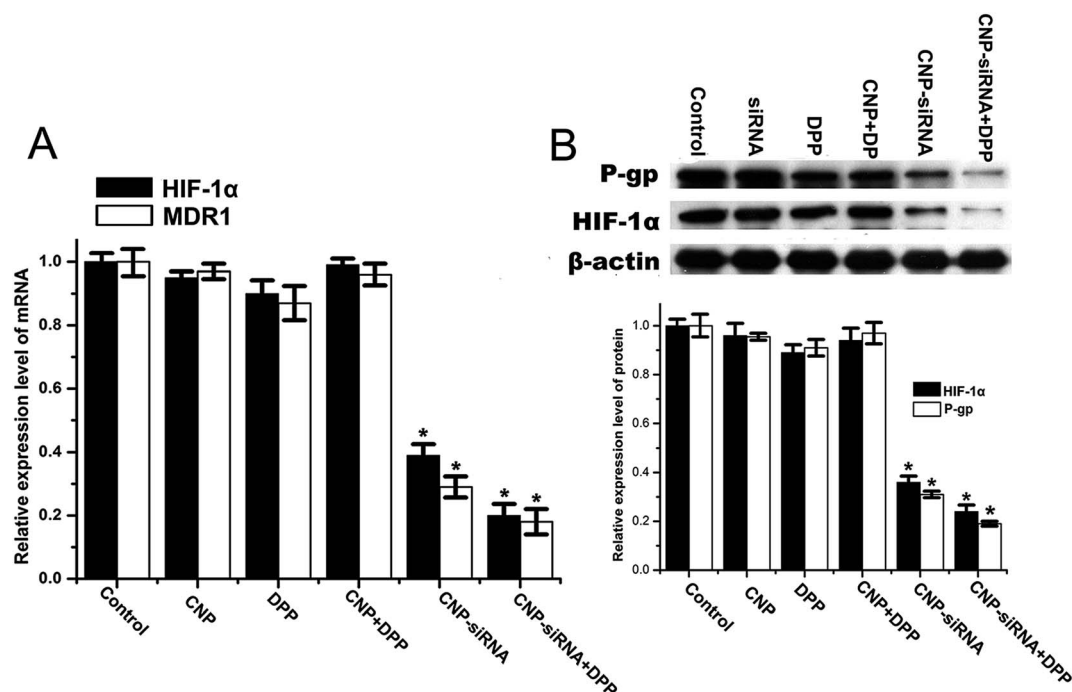 A
HIF-1α
MDR1
Relative expression level of mRNA
1.0
0.8
0.6
0.4
0.2
0.0
* * * *
Control
CNP
DPP
CNP+DPP
CNP-siRNA
CNP-siRNA+DPP
B
Control
siRNA
DPP
CNP+DP
CNP-siRNA
CNP-siRNA+DPP
P-gp
HIF-1α
β-actin
Relative expression level of protein
1.0
0.8
0.6
0.4
0.2
0.0
HIF-1α
P-gp
* * * *
Control
CNP
DPP
CNP+DPP
CNP-siRNA
CNP-siRNA+DPP